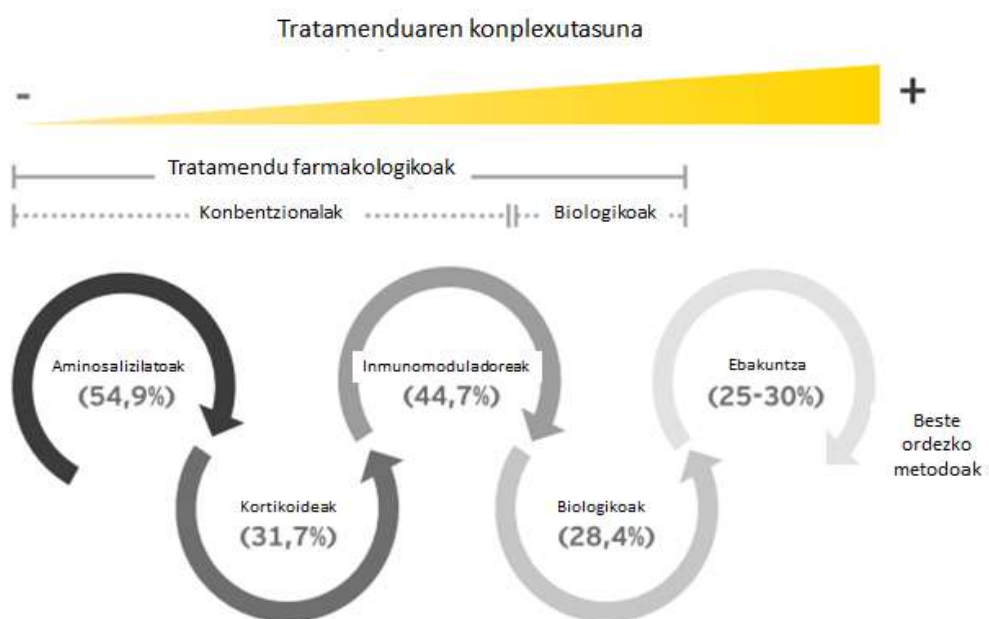 Tratamenduaren konplexutasuna
-
+
Tratamendu farmakologikoak
Konbentzionalak
Biologikoak
Aminosalizilatoak
(54,9%)
Inmunomoduladoreak
(44,7%)
Ebakuntza
(25-30%)
Beste
ordezko
metodoak
Kortikoideak
(31,7%)
Biologikoak
(28,4%)